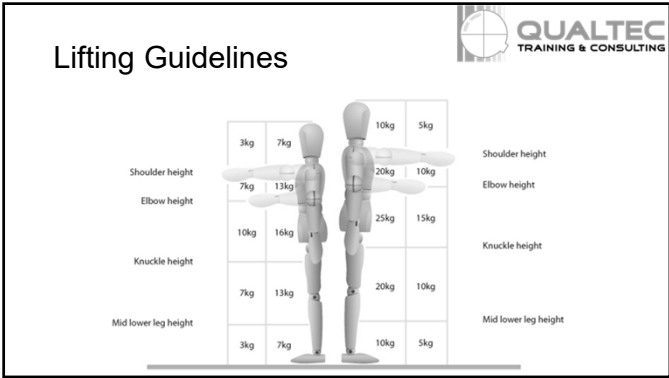 QUALTEC
TRAINING & CONSULTING
Lifting Guidelines
3kg 7kg
10kg 5kg
Shoulder height
Shoulder height
7kg 13kg
20kg 10kg
Elbow height
Elbow height
10kg 16kg
25kg 15kg
Knuckle height
Knuckle height
7kg 13kg
20kg 10kg
Mid lower leg height
Mid lower leg height
3kg 7kg
10kg 5kg